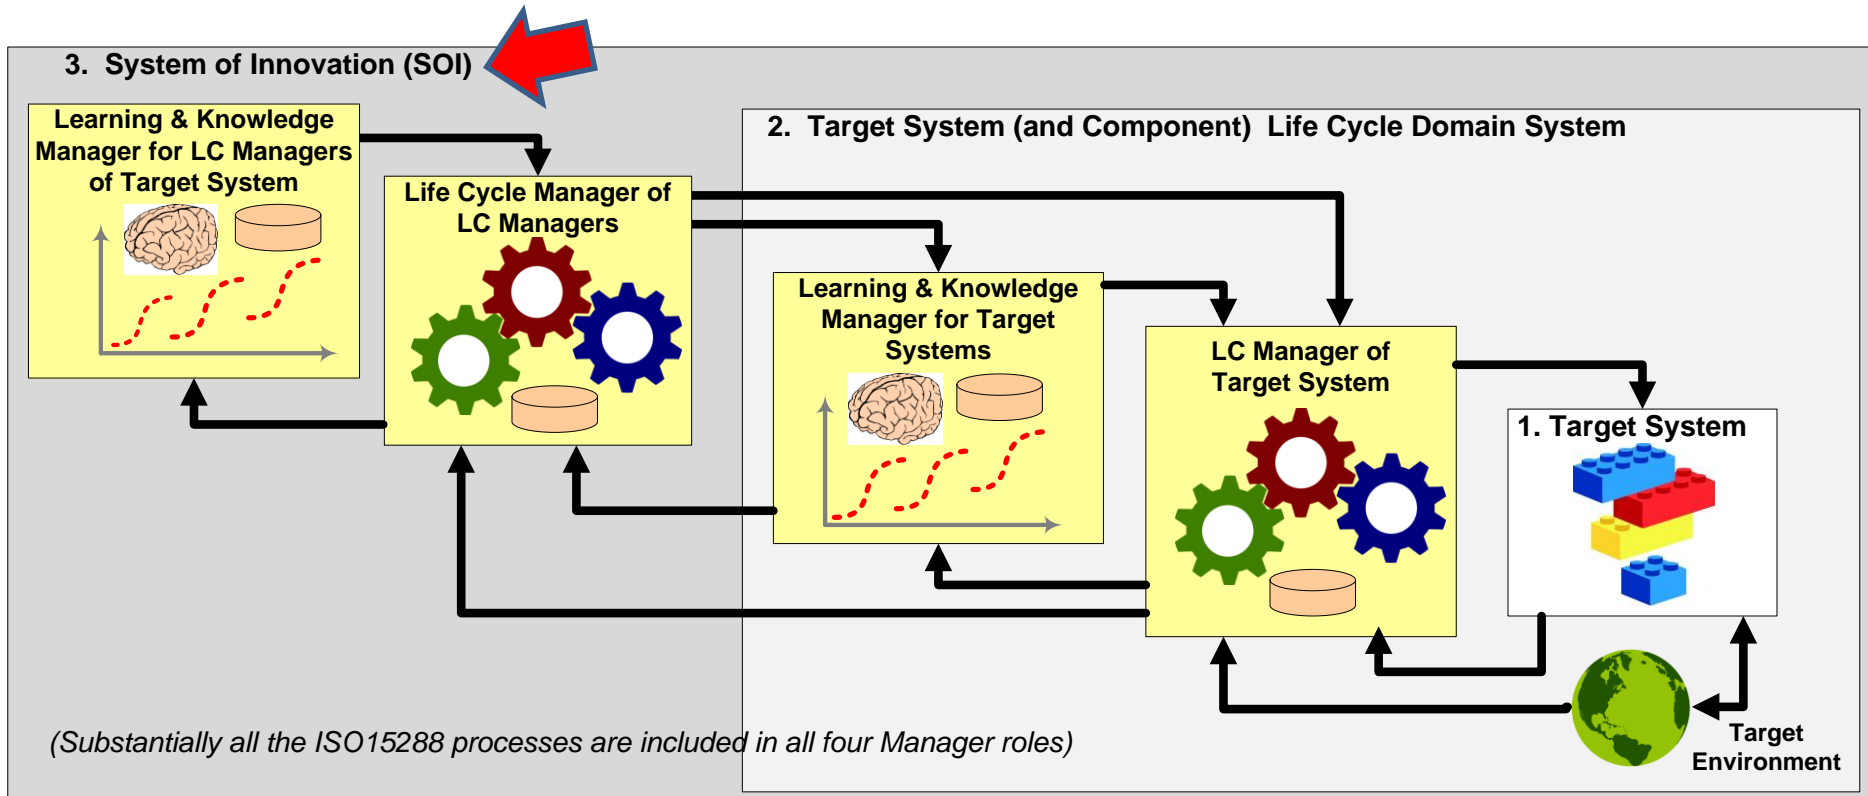 3. System of Innovation (SOI)
Learning & Knowledge
Manager for LC Managers
of Target System
Life Cycle Manager of
LC Managers
2. Target System (and Component) Life Cycle Domain System
Learning & Knowledge
Manager for Target
Systems
LC Manager of
Target System
1. Target System
Target
Environment
(Substantially all the ISO15288 processes are included in all four Manager roles)